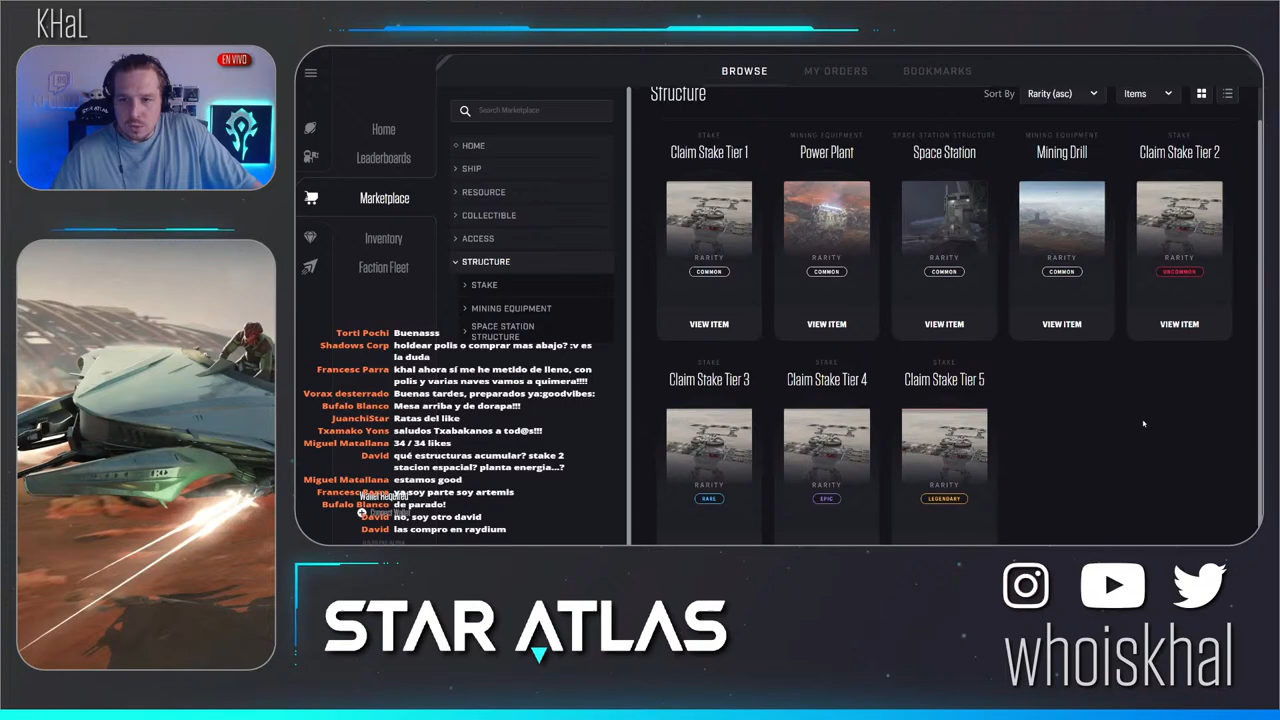 KHaL
EN VIVO
STAR ATLAS
BROWSE
MY ORDERS
BOOKMARKS
Home
Leaderboards
Marketplace
Inventory
Faction Fleet
Search Marketplace
HOME
SHIP
RESOURCE
COLLECTIBLE
ACCESS
STRUCTURE
STAKE
MINING EQUIPMENT
SPACE STATION
STRUCTURE
Structure
Sort By Rarity (asc) Items
STAKE
Claim Stake Tier 1
RARITY
COMMON
VIEW ITEM
MINING EQUIPMENT
Power Plant
RARITY
COMMON
VIEW ITEM
SPACE STATION STRUCTURE
Space Station
RARITY
COMMON
VIEW ITEM
MINING EQUIPMENT
Mining Drill
RARITY
COMMON
VIEW ITEM
STAKE
Claim Stake Tier 2
RARITY
UNCOMMON
VIEW ITEM
STAKE
Claim Stake Tier 3
RARITY
RARE
STAKE
Claim Stake Tier 4
RARITY
EPIC
STAKE
Claim Stake Tier 5
RARITY
LEGENDARY
Torti Pochi Buenasss
Shadows Corp holdear polis o comprar mas abajo? :v es
la duda
Francesc Parra khal ahora sí me he metido de lleno, con
polis y varias naves vamos a quimera!!!!
Vorax desterrado Buenas tardes, preparados ya:goodvibes:
Bufalo Blanco Mesa arriba y de dorapa!!!
JuanchiStar Ratas del like
Txamako Yons saludos Txabakanos a tod@s!!!
Miguel Matallana 34 / 34 likes
David qué estructuras acumular? stake 2
stacion espacial? planta energia...?
Miguel Matallana estamos good
Francesc Parra ya soy parte soy artemis
Bufalo Blanco de parado!
David no, soy otro david
David las compro en raydium
Wallet Required
Connect Wallet
STAR ATLAS
whoiskhal